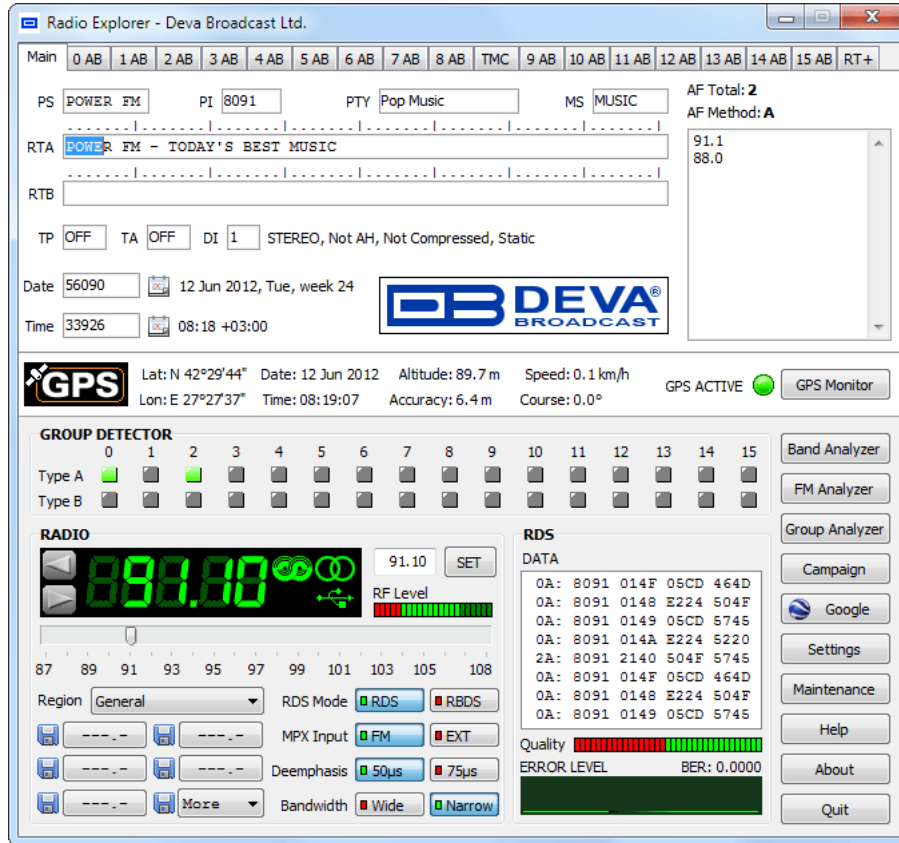 Radio Explorer - Deva Broadcast Ltd.
Main 0 AB 1 AB 2 AB 3 AB 4 AB 5 AB 6 AB 7 AB 8 AB TMC 9 AB 10 AB 11 AB 12 AB 13 AB 14 AB 15 AB RT+
PS POWER FM PI 8091 PTY Pop Music MS MUSIC
AF Total: 2
AF Method: A
91.1
88.0
RTA POWER FM - TODAY'S BEST MUSIC
RTB
TP OFF TA OFF DI 1 STEREO, Not AH, Not Compressed, Static
Date 56090 12 Jun 2012, Tue, week 24
Time 33926 08:18 +03:00
DEVA®
BROADCAST
GPS
Lat: N 42°29'44" Date: 12 Jun 2012 Altitude: 89.7 m Speed: 0.1 km/h
Lon: E 27°27'37" Time: 08:19:07 Accuracy: 6.4 m Course: 0.0°
GPS ACTIVE GPS Monitor
GROUP DETECTOR
0 1 2 3 4 5 6 7 8 9 10 11 12 13 14 15
Type A
Type B
RADIO
91.10
91.10 SET
RF Level
87 89 91 93 95 97 99 101 103 105 108
Region General RDS Mode RDS RBDS
---.- ---.- MPX Input FM EXT
---.- ---.- Deemphasis 50µs 75µs
---.- More Bandwidth Wide Narrow
RDS
DATA
0A: 8091 014F 05CD 464D
0A: 8091 0148 E224 504F
0A: 8091 0149 05CD 5745
0A: 8091 014A E224 5220
2A: 8091 2140 504F 5745
0A: 8091 014F 05CD 464D
0A: 8091 0148 E224 504F
0A: 8091 0149 05CD 5745
Quality
ERROR LEVEL BER: 0.0000
Band Analyzer
FM Analyzer
Group Analyzer
Campaign
Google
Settings
Maintenance
Help
About
Quit